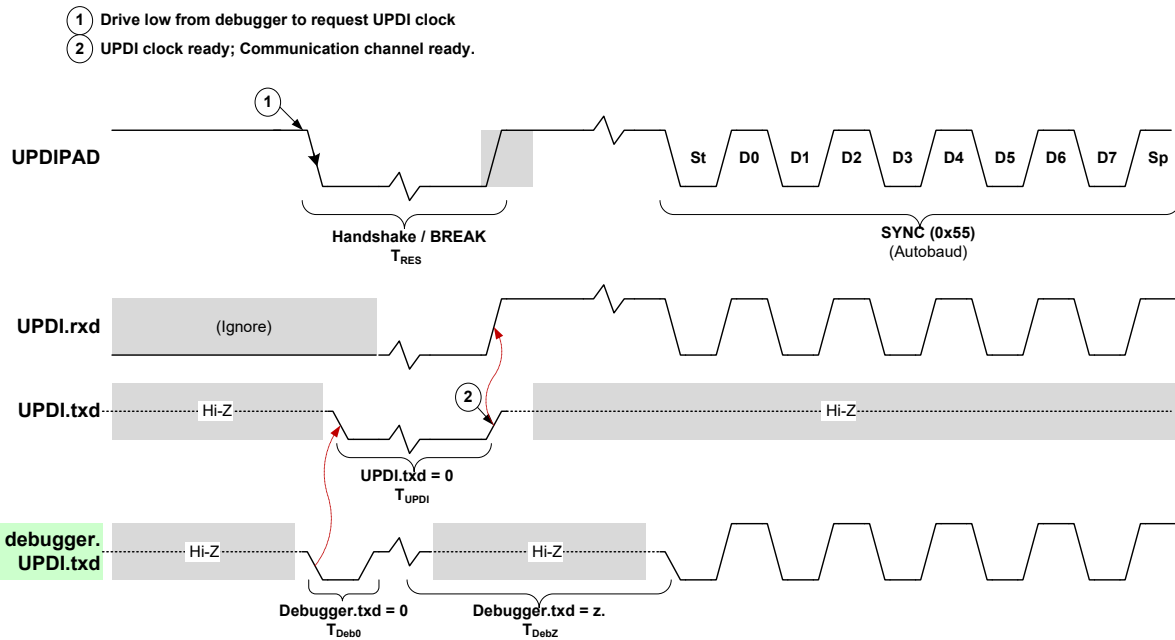 1 Drive low from debugger to request UPDI clock
2 UPDI clock ready; Communication channel ready.
1
UPDIPAD
St D0 D1 D2 D3 D4 D5 D6 D7 Sp
Handshake / BREAK
TRES
SYNC (0x55)
(Autobaud)
UPDI.rxd
(Ignore)
UPDI.txd
Hi-Z
2
Hi-Z
UPDI.txd = 0
TUPDI
debugger.
UPDI.txd
Hi-Z
Hi-Z
Debugger.txd = 0
TDeb0
Debugger.txd = z.
TDebZ